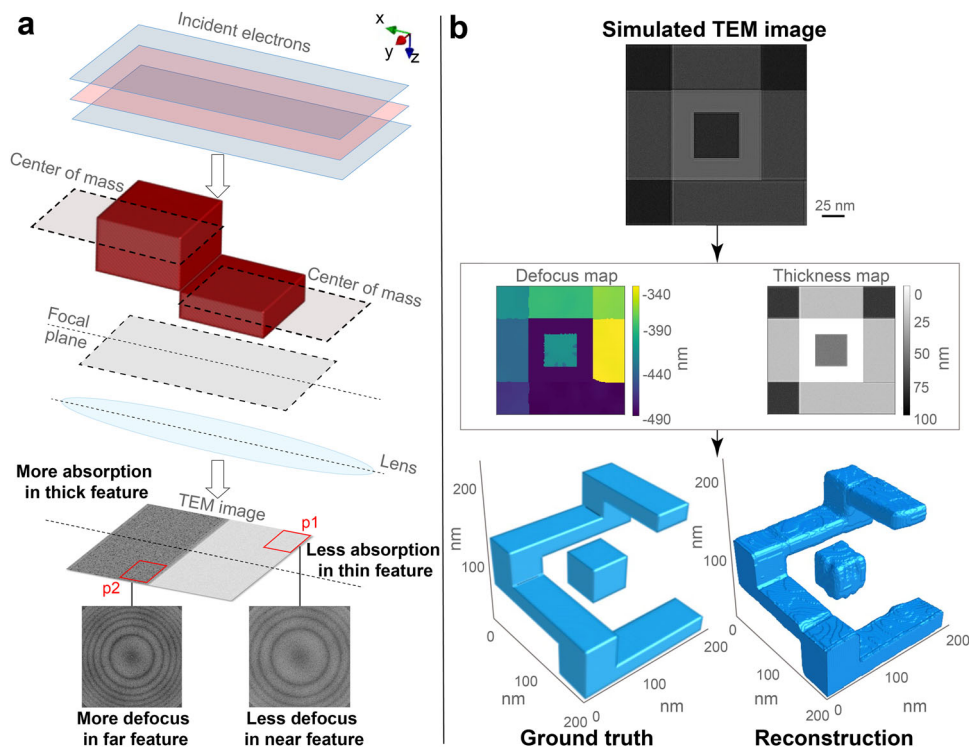 a
x
y
z
Incident electrons
Center of mass
Center of mass
Focal
plane
Lens
More absorption
in thick feature
TEM image
p1
Less absorption
in thin feature
p2
More defocus
in far feature
Less defocus
in near feature
b
Simulated TEM image
25 nm
Defocus map
-340
-390
-440
-490
nm
Thickness map
0
25
50
75
100
nm
200
100
0
nm
100
nm
200
0
100
nm
200
Ground truth
200
100
0
nm
100
nm
200
0
100
nm
200
Reconstruction